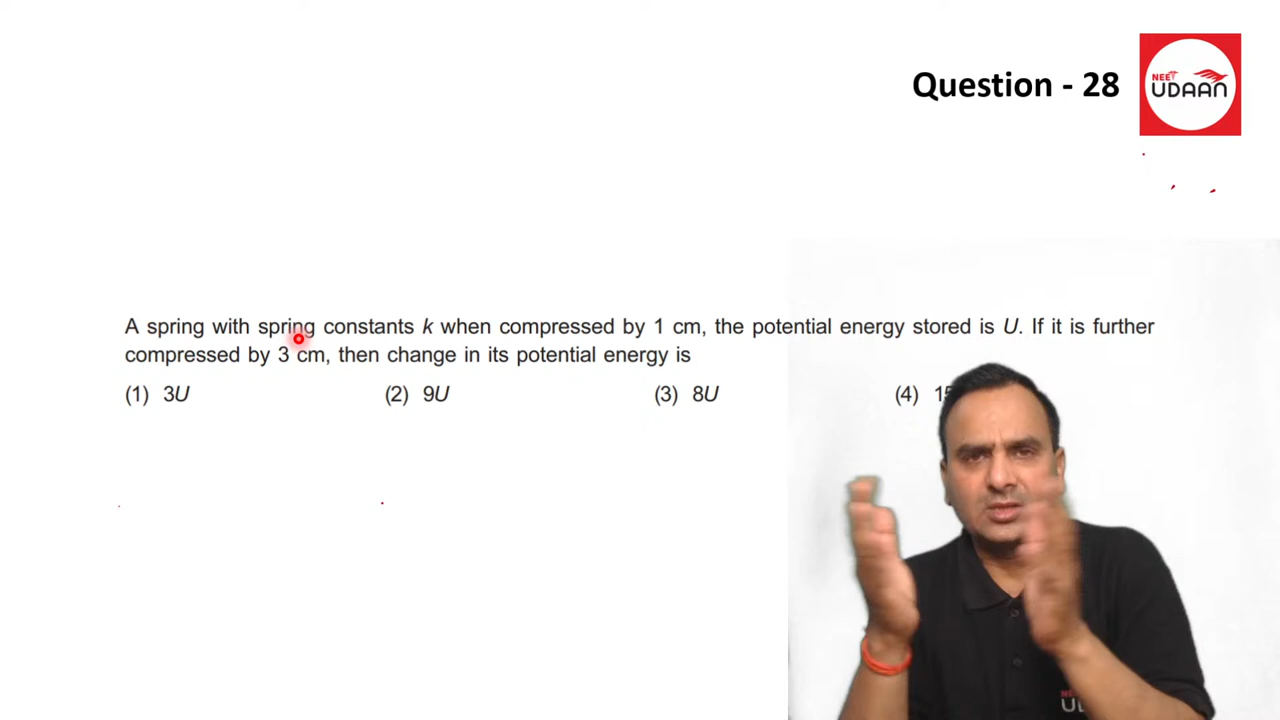 Question - 28
NEET
UDAAN
A spring with spring constants k when compressed by 1 cm, the potential energy stored is U. If it is further
compressed by 3 cm, then change in its potential energy is
(1) 3U (2) 9U (3) 8U (4)